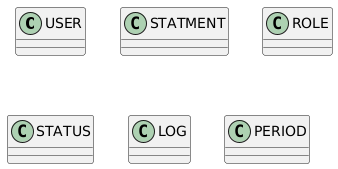 C USER
C STATMENT
C ROLE
C STATUS
C LOG
C PERIOD